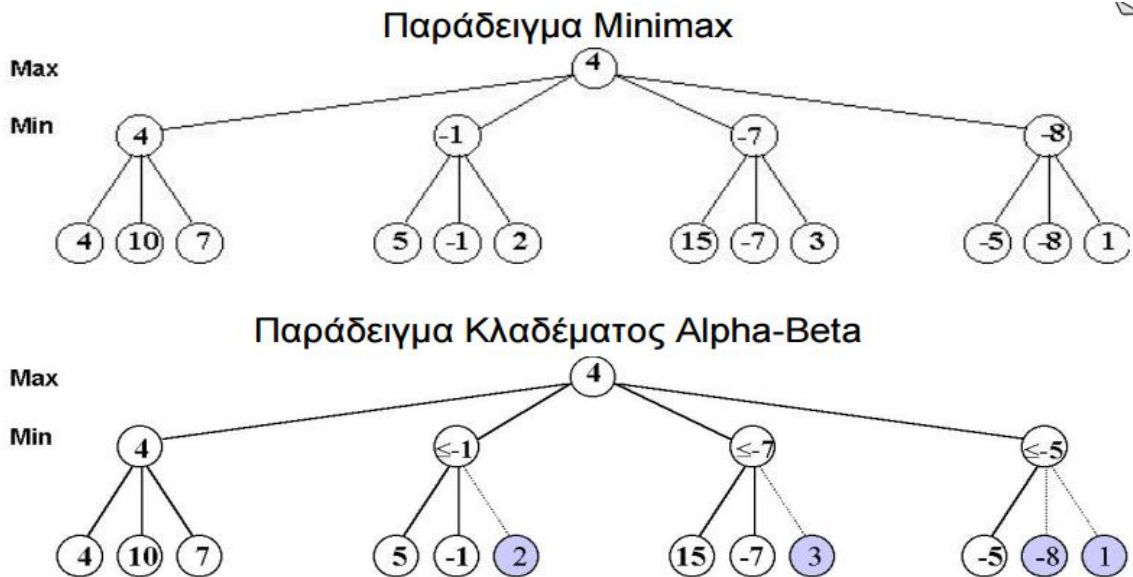 Παράδειγμα Minimax
Max 4
Min 4 -1 -7 -8
4 10 7 5 -1 2 15 -7 3 -5 -8 1
Παράδειγμα Κλαδέματος Alpha-Beta
Max 4
Min 4 ≤-1 ≤-7 ≤-5
4 10 7 5 -1 2 15 -7 3 -5 -8 1